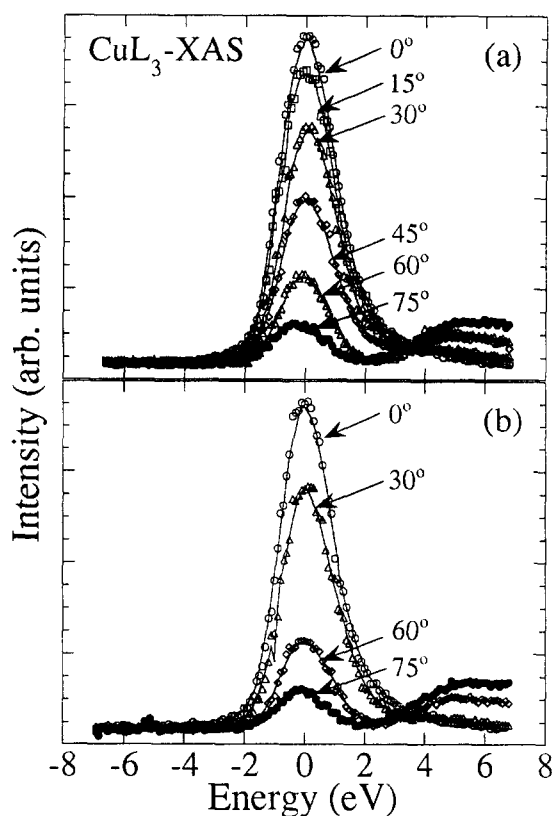 CuL₃-XAS
(a)
0°
15°
30°
45°
60°
75°
(b)
0°
30°
60°
75°
Intensity (arb. units)
-8 -6 -4 -2 0 2 4 6 8
Energy (eV)